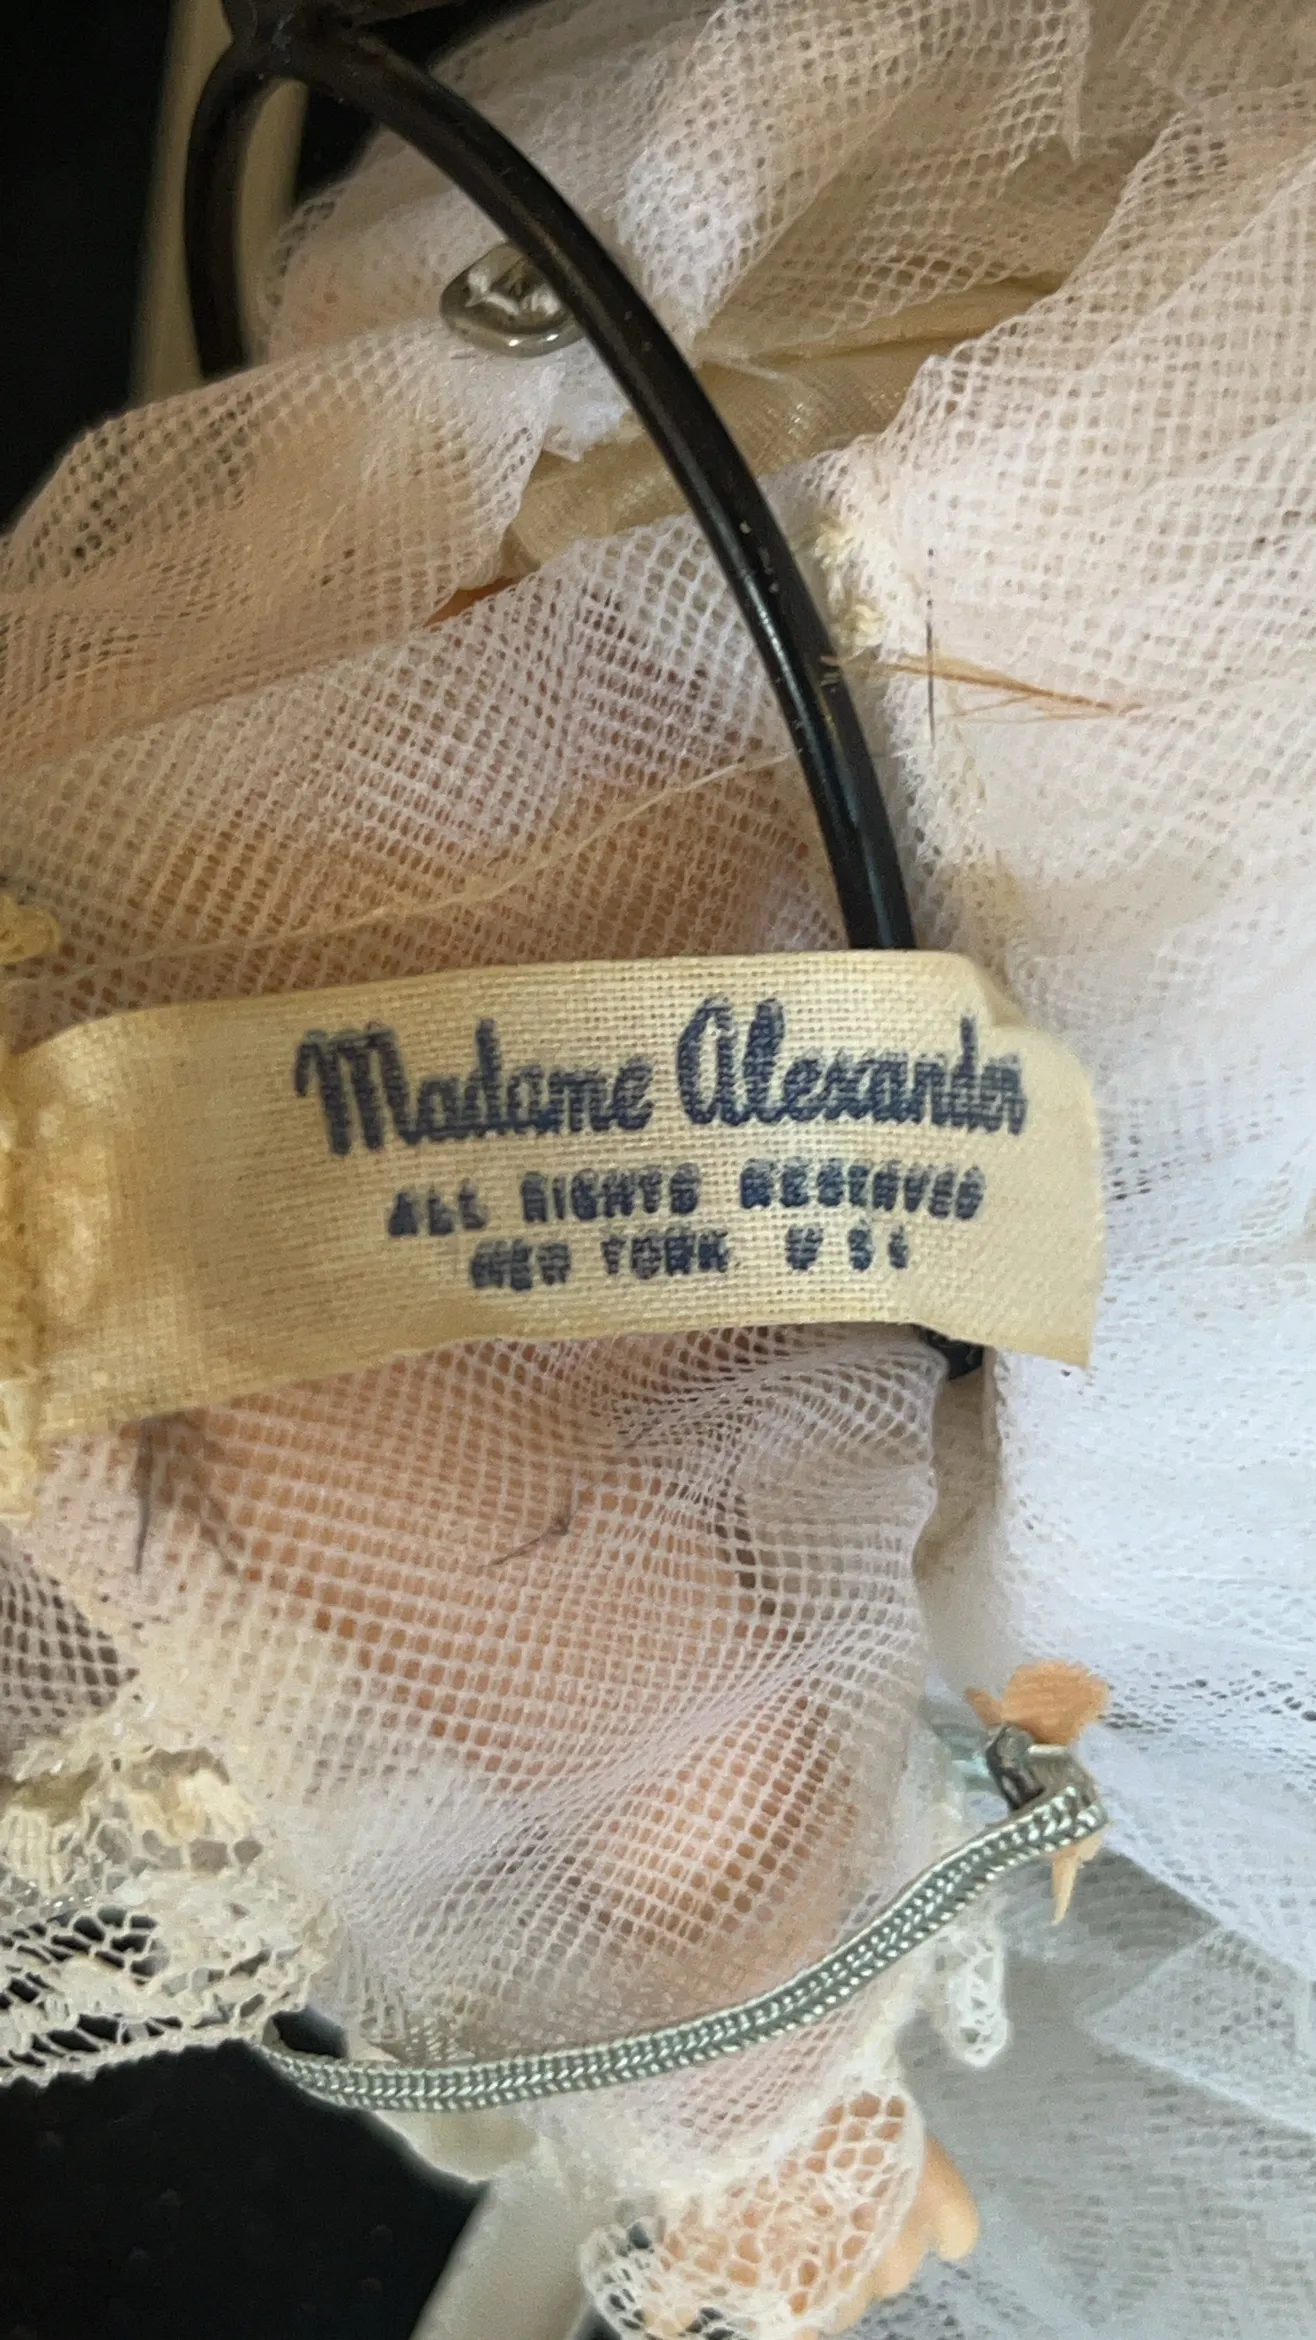 Madame Alexander
ALL RIGHTS RESERVED
NEW YORK U S A